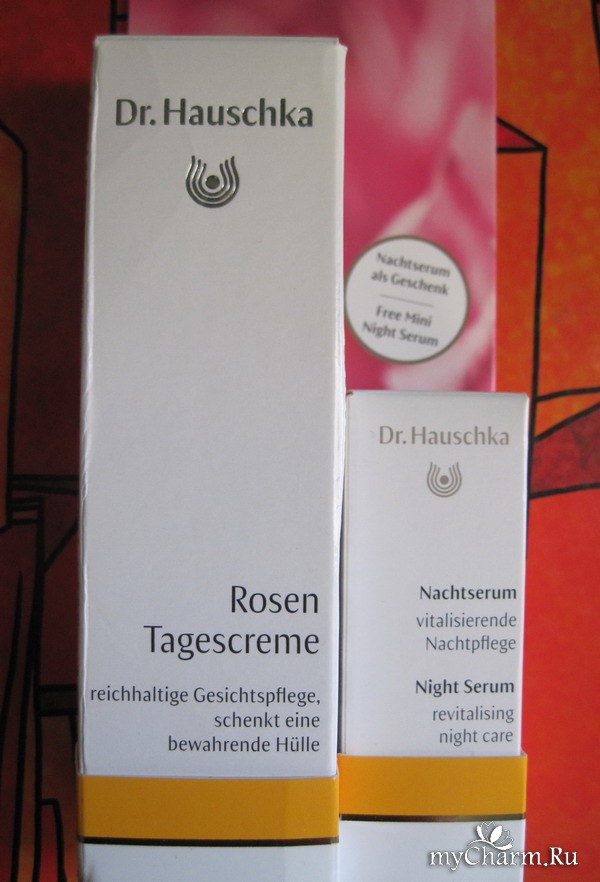 Dr. Hauschka
Rosen
Tagescreme
reichhaltige Gesichtspflege,
schenkt eine
bewahrende Hülle
Nachtserum
als Geschenk
Free Mini
Night Serum
Dr. Hauschka
Nachtserum
vitalisierende
Nachtpflege
Night Serum
revitalising
night care
myCharm.Ru